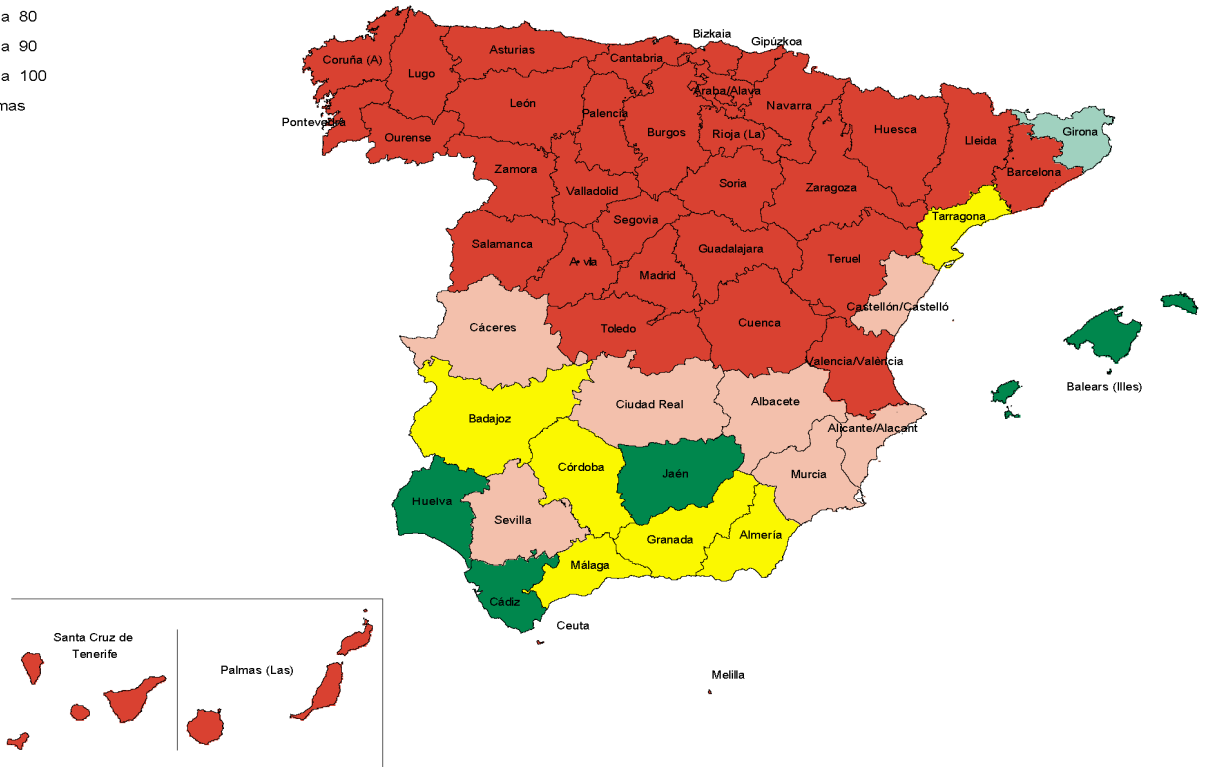 a 80
a 90
a 100
mas
Bizkaia
Gipúzkoa
Coruña (A)
Lugo
Asturias
Cantabria
Araba/Alava
Navarra
Pontevedra
Ourense
León
Palencia
Burgos
Rioja (La)
Huesca
Lleida
Girona
Barcelona
Zamora
Valladolid
Soria
Zaragoza
Segovia
Tarragona
Salamanca
A vila
Madrid
Guadalajara
Teruel
Castellón/Castelló
Cáceres
Toledo
Cuenca
Valencia/València
Balears (Illes)
Badajoz
Ciudad Real
Albacete
Alicante/Alacant
Córdoba
Jaén
Murcia
Huelva
Sevilla
Granada
Almería
Málaga
Cádiz
Ceuta
Melilla
Santa Cruz de
Tenerife
Palmas (Las)